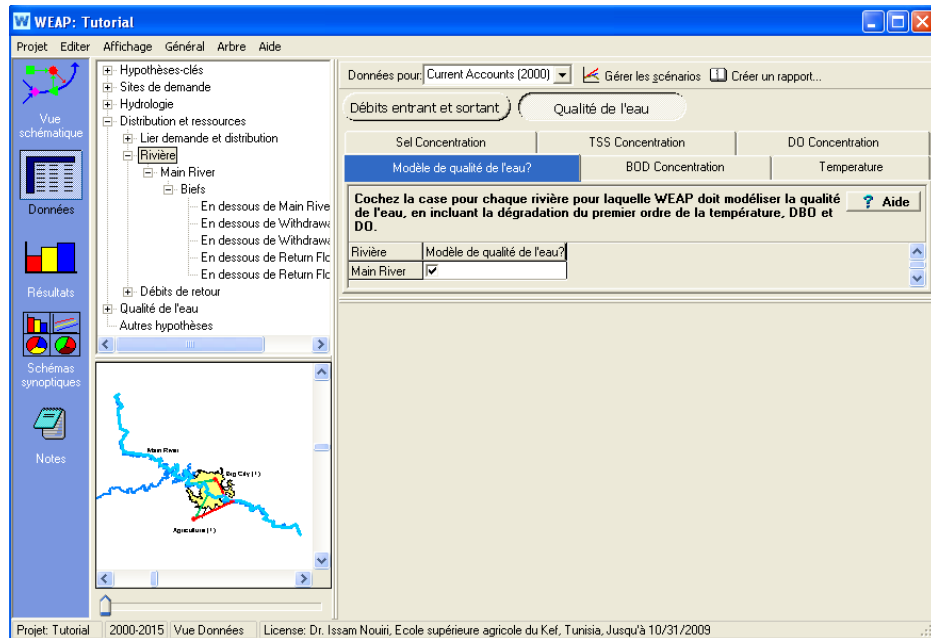 WEAP: Tutorial
Projet Editer Affichage Général Arbre Aide
Vue schématique
Données
Résultats
Schémas synoptiques
Notes
Hypothèses-clés
Sites de demande
Hydrologie
Distribution et ressources
Lier demande et distribution
Rivière
Main River
Biefs
En dessous de Main Rive
En dessous de Withdrawa
En dessous de Withdrawa
En dessous de Return Flo
En dessous de Return Flo
Débits de retour
Qualité de l'eau
Autres hypothèses
Main River
Big City (1)
Agriculture (1)
Données pour: Current Accounts (2000) Gérer les scénarios Créer un rapport...
Débits entrant et sortant Qualité de l'eau
Sel Concentration TSS Concentration DO Concentration
Modèle de qualité de l'eau? BOD Concentration Temperature
Cochez la case pour chaque rivière pour laquelle WEAP doit modéliser la qualité
de l'eau, en incluant la dégradation du premier ordre de la température, DBO et
DO.
? Aide
Rivière Modèle de qualité de l'eau?
Main River
Projet: Tutorial 2000-2015 Vue Données License: Dr. Issam Nouiri, Ecole supérieure agricole du Kef, Tunisia, Jusqu'à 10/31/2009